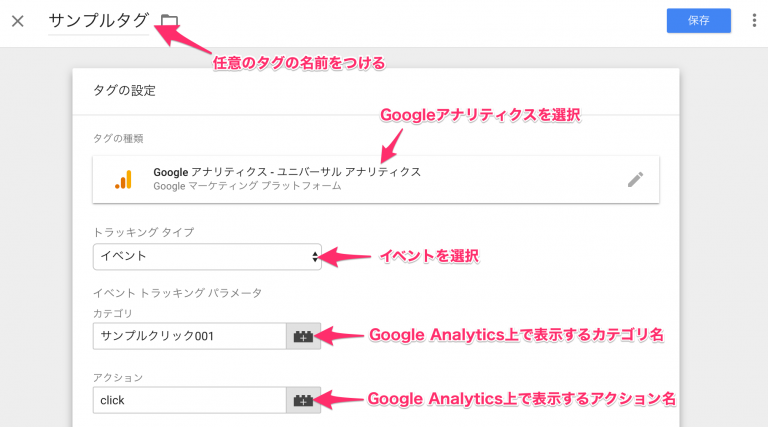 サンプルタグ
保存
任意のタグの名前をつける
タグの設定
Googleアナリティクスを選択
タグの種類
Google アナリティクス - ユニバーサル アナリティクス
Google マーケティング プラットフォーム
トラッキング タイプ
イベント
イベントを選択
イベント トラッキング パラメータ
カテゴリ
サンプルクリック001
Google Analytics上で表示するカテゴリ名
アクション
click
Google Analytics上で表示するアクション名